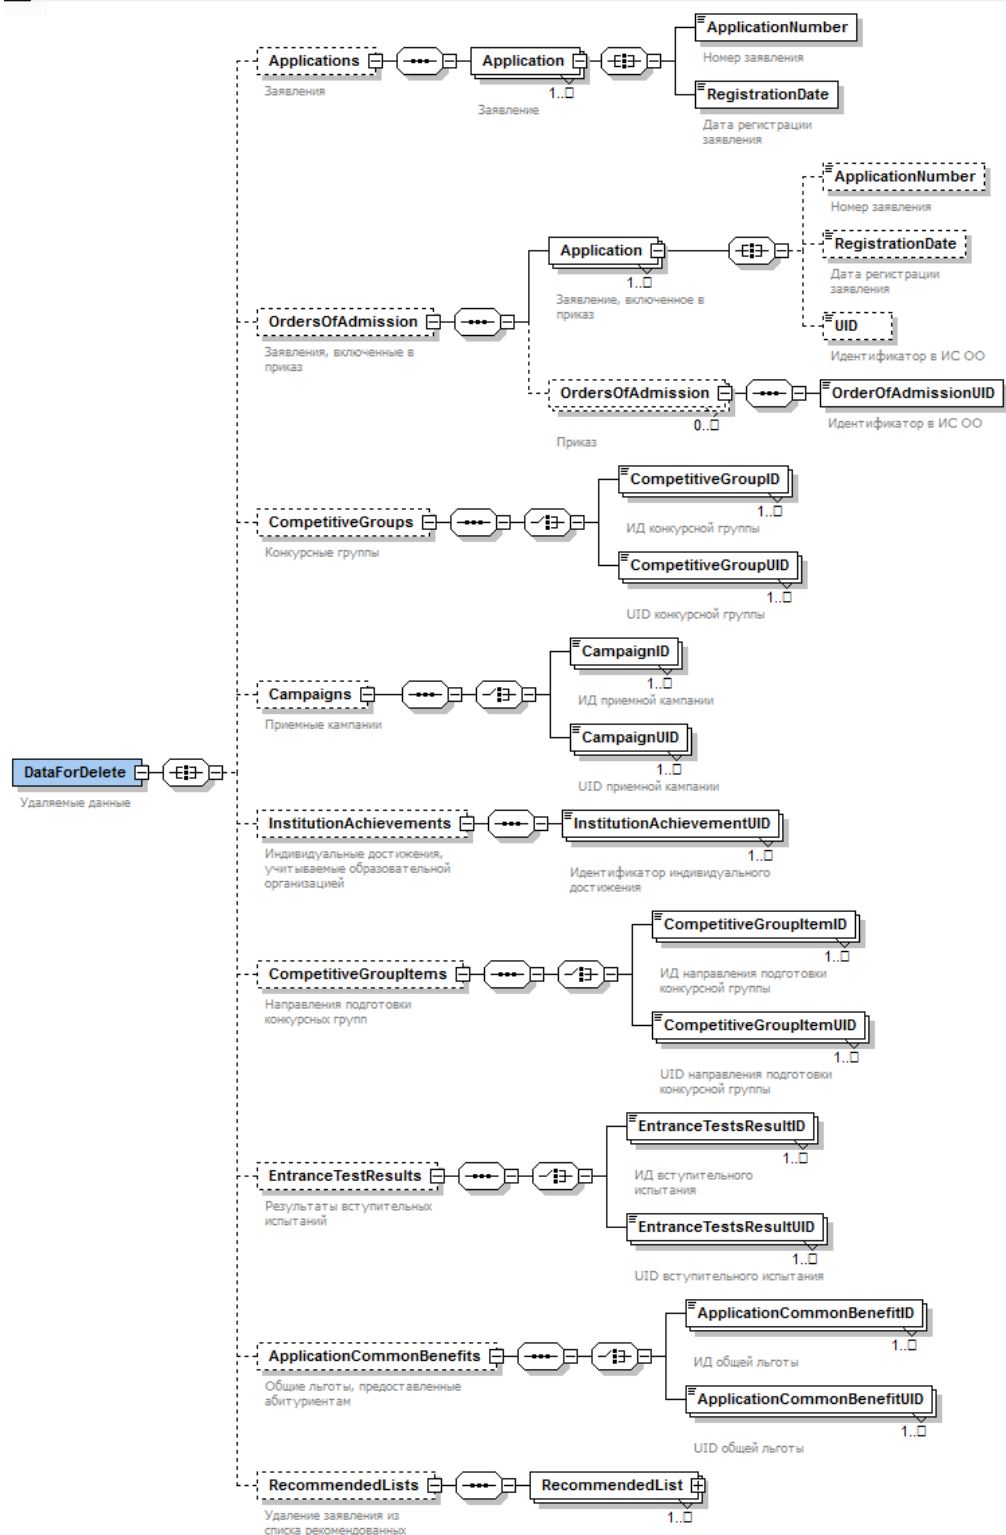 Applications
Заявления
Application
1..□
Заявление
ApplicationNumber
Номер заявления
RegistrationDate
Дата регистрации
заявления
OrdersOfAdmission
Заявления, включенные в
приказ
Application
1..□
Заявление, включенное в
приказ
ApplicationNumber
Номер заявления
RegistrationDate
Дата регистрации
заявления
UID
Идентификатор в ИС ОО
OrdersOfAdmission
0..□
Приказ
OrderOfAdmissionUID
Идентификатор в ИС ОО
CompetitiveGroups
Конкурсные группы
CompetitiveGroupID
1..□
ИД конкурсной группы
CompetitiveGroupUID
1..□
UID конкурсной группы
Campaigns
Приемные кампании
CampaignID
1..□
ИД приемной кампании
CampaignUID
1..□
UID приемной кампании
DataForDelete
Удаляемые данные
InstitutionAchievements
Индивидуальные достижения,
учитываемые образовательной
организацией
InstitutionAchievementUID
1..□
Идентификатор индивидуального
достижения
CompetitiveGroupItems
Направления подготовки
конкурсных групп
CompetitiveGroupItemID
1..□
ИД направления подготовки
конкурсной группы
CompetitiveGroupItemUID
1..□
UID направления подготовки
конкурсной группы
EntranceTestResults
Результаты вступительных
испытаний
EntranceTestsResultID
1..□
ИД вступительного
испытания
EntranceTestsResultUID
1..□
UID вступительного испытания
ApplicationCommonBenefits
Общие льготы, предоставленные
абитуриентам
ApplicationCommonBenefitID
1..□
ИД общей льготы
ApplicationCommonBenefitUID
1..□
UID общей льготы
RecommendedLists
Удаление заявления из
списка рекомендованных
RecommendedList
1..□